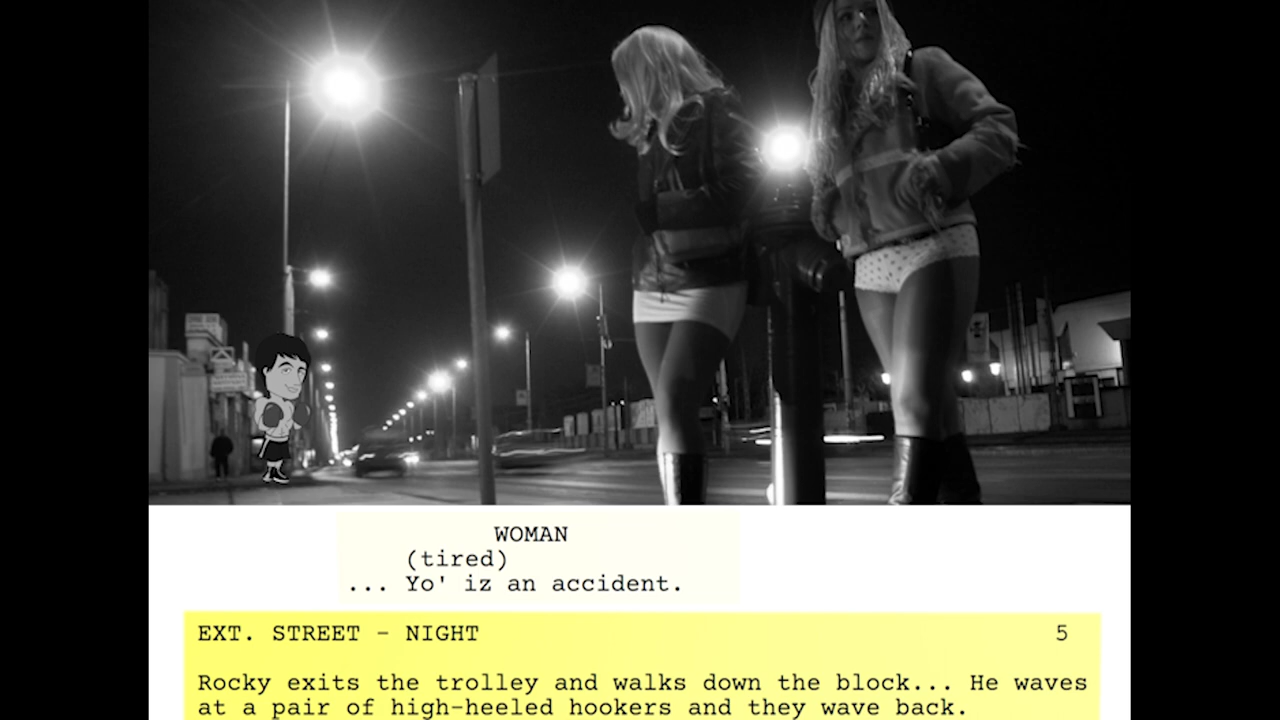 WOMAN
(tired)
... Yo' iz an accident.
EXT. STREET - NIGHT 5
Rocky exits the trolley and walks down the block... He waves
at a pair of high-heeled hookers and they wave back.